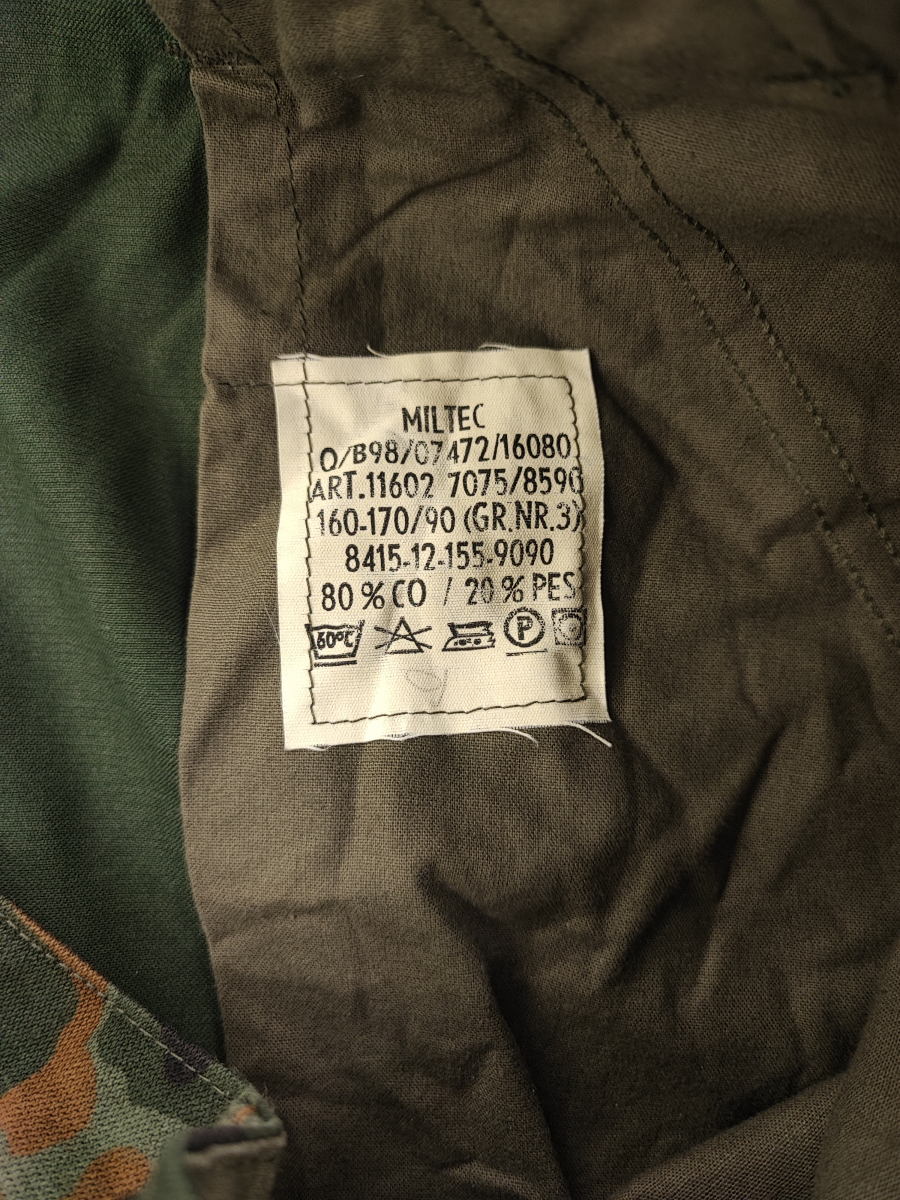 MILTEC
O/B98/07472/16080
ART.11602 7075/8590
160-170/90 (GR.NR.3)
8415-12-155-9090
80 % CO / 20 % PES
60°C P